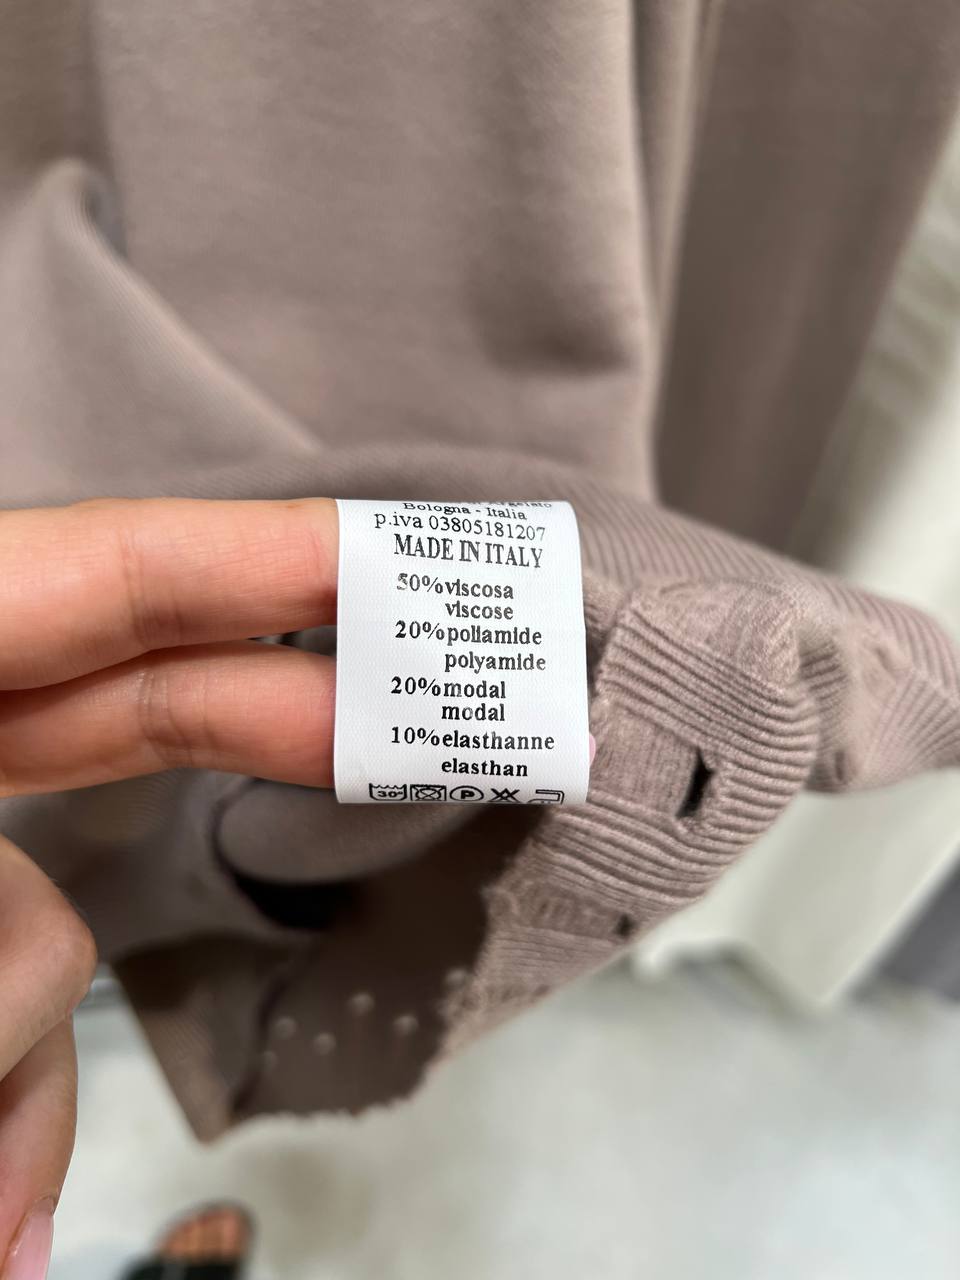 Bologna - Italia
p.iva 03805181207
MADE IN ITALY
50% viscosa
viscose
20% poliamide
polyamide
20% modal
modal
10% elasthanne
elasthan
30°
P